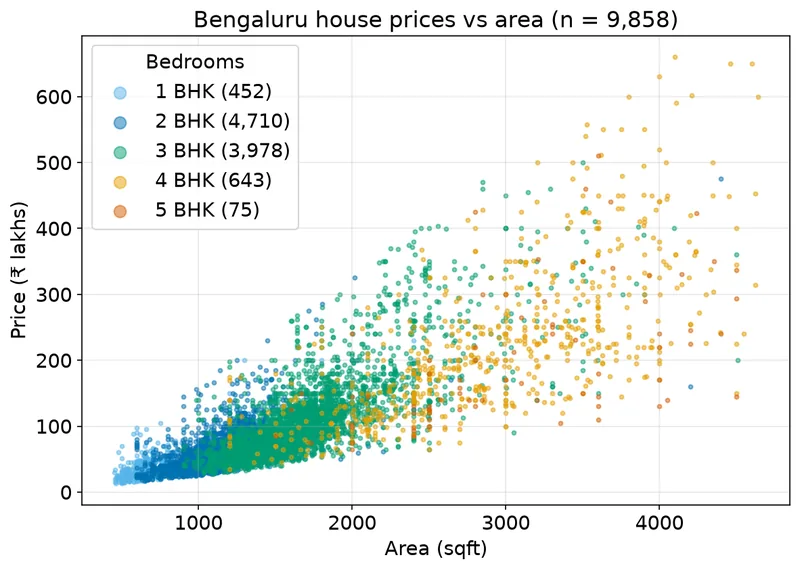 Bengaluru house prices vs area (n = 9,858)
Bedrooms
1 BHK (452)
2 BHK (4,710)
3 BHK (3,978)
4 BHK (643)
5 BHK (75)
Price (₹ lakhs)
600
500
400
300
200
100
0
1000 2000 3000 4000
Area (sqft)